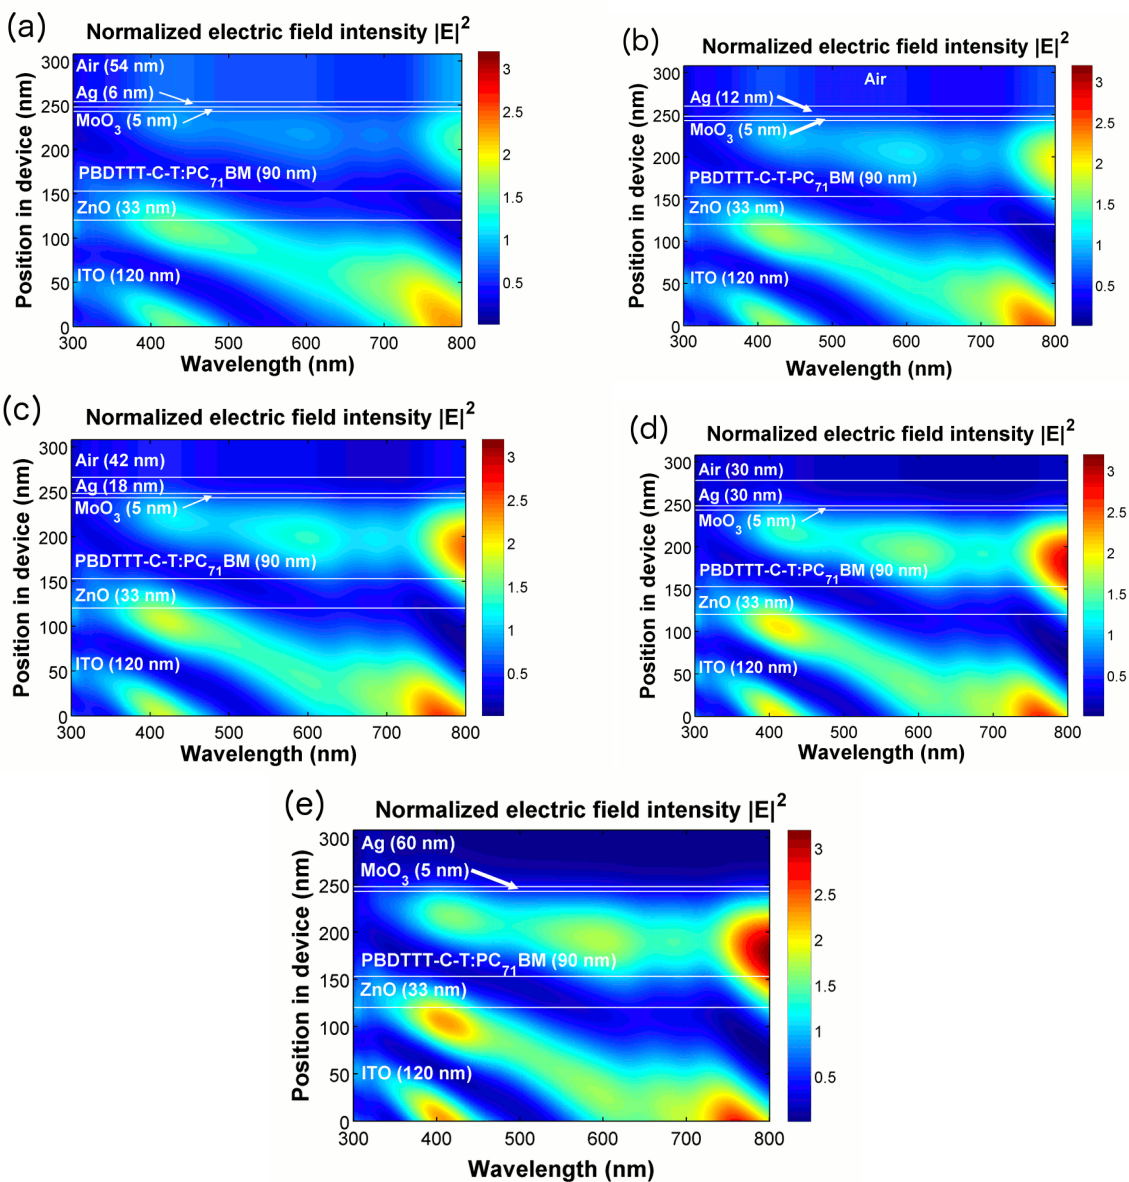 (a)
Normalized electric field intensity |E|²
Position in device (nm)
300
250
200
150
100
50
0
Air (54 nm)
Ag (6 nm)
MoO₃ (5 nm)
PBDTTT-C-T:PC₇₁BM (90 nm)
ZnO (33 nm)
ITO (120 nm)
300 400 500 600 700 800
Wavelength (nm)
3
2.5
2
1.5
1
0.5
(b)
Normalized electric field intensity |E|²
Position in device (nm)
300
250
200
150
100
50
0
Air
Ag (12 nm)
MoO₃ (5 nm)
PBDTTT-C-T-PC₇₁BM (90 nm)
ZnO (33 nm)
ITO (120 nm)
300 400 500 600 700 800
Wavelength (nm)
3
2.5
2
1.5
1
0.5
(c)
Normalized electric field intensity |E|²
Position in device (nm)
300
250
200
150
100
50
0
Air (42 nm)
Ag (18 nm)
MoO₃ (5 nm)
PBDTTT-C-T:PC₇₁BM (90 nm)
ZnO (33 nm)
ITO (120 nm)
300 400 500 600 700 800
Wavelength (nm)
3
2.5
2
1.5
1
0.5
(d)
Normalized electric field intensity |E|²
Position in device (nm)
300
250
200
150
100
50
0
Air (30 nm)
Ag (30 nm)
MoO₃ (5 nm)
PBDTTT-C-T:PC₇₁BM (90 nm)
ZnO (33 nm)
ITO (120 nm)
300 400 500 600 700 800
Wavelength (nm)
3
2.5
2
1.5
1
0.5
(e)
Normalized electric field intensity |E|²
Position in device (nm)
300
250
200
150
100
50
0
Ag (60 nm)
MoO₃ (5 nm)
PBDTTT-C-T:PC₇₁BM (90 nm)
ZnO (33 nm)
ITO (120 nm)
300 400 500 600 700 800
Wavelength (nm)
3
2.5
2
1.5
1
0.5